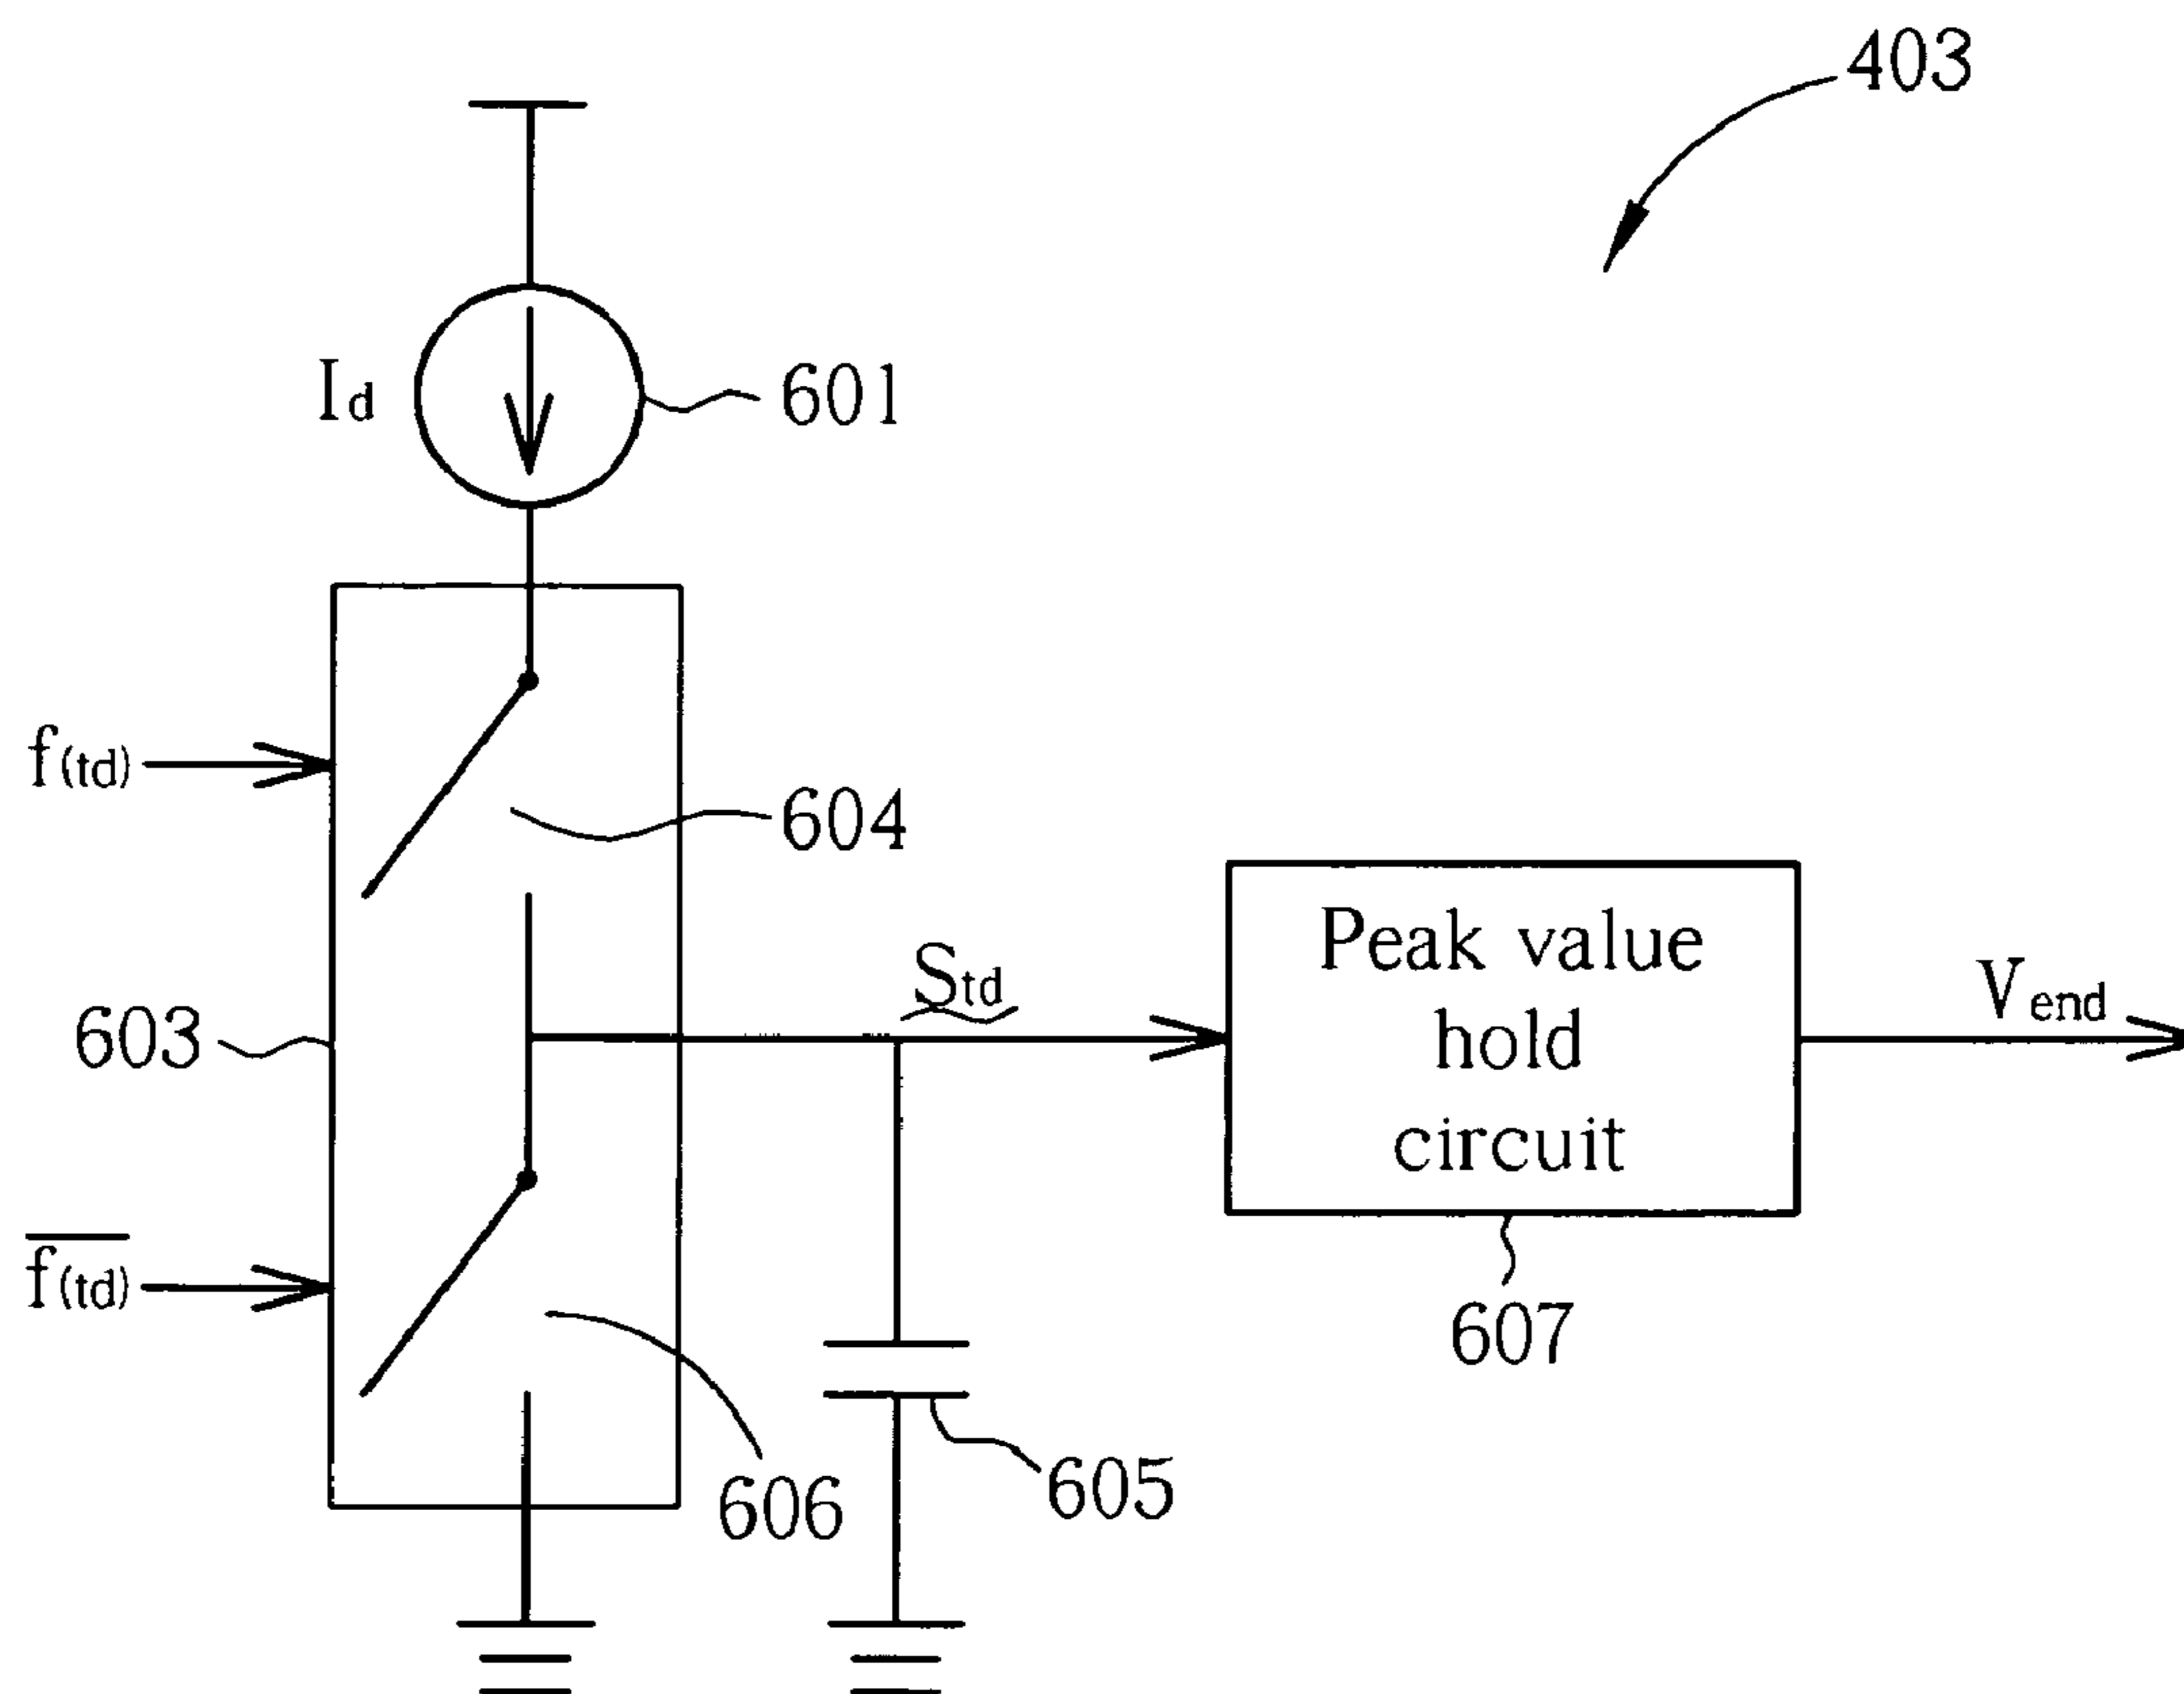 403
Id
601
f(td)
604
603
Std
Peak value
hold
circuit
Vend
f(td)
607
605
606